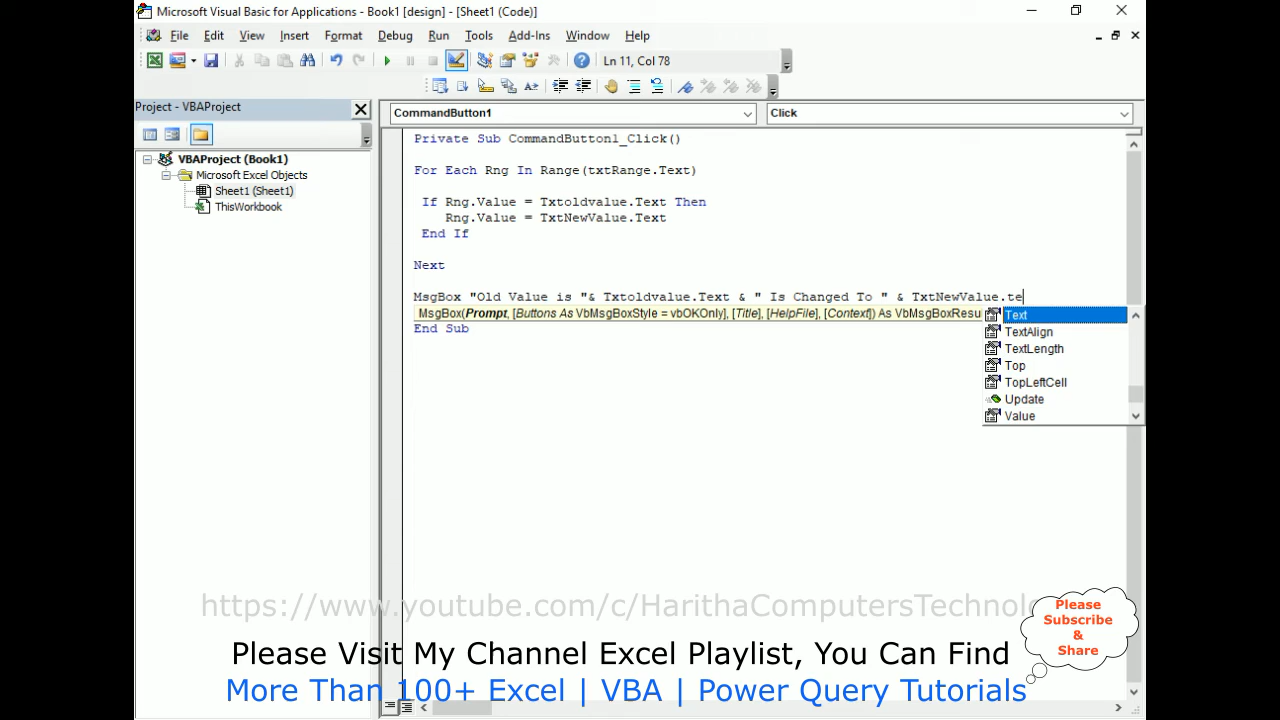 Microsoft Visual Basic for Applications - Book1 [design] - [Sheet1 (Code)]
File Edit View Insert Format Debug Run Tools Add-Ins Window Help
Ln 11, Col 78
Project - VBAProject
CommandButton1 Click
VBAProject (Book1)
Microsoft Excel Objects
Sheet1 (Sheet1)
ThisWorkbook
Private Sub CommandButton1_Click()
For Each Rng In Range(txtRange.Text)
If Rng.Value = Txtoldvalue.Text Then
Rng.Value = TxtNewValue.Text
End If
Next
MsgBox "Old Value is "& Txtoldvalue.Text & " Is Changed To " & TxtNewValue.te
MsgBox(Prompt, [Buttons As VbMsgBoxStyle = vbOKOnly], [Title], [HelpFile], [Context]) As VbMsgBoxResu
End Sub
Text
TextAlign
TextLength
Top
TopLeftCell
Update
Value
https://www.youtube.com/c/HarithaComputersTechnolo
Please
Subscribe
&
Share
Please Visit My Channel Excel Playlist, You Can Find
More Than 100+ Excel | VBA | Power Query Tutorials